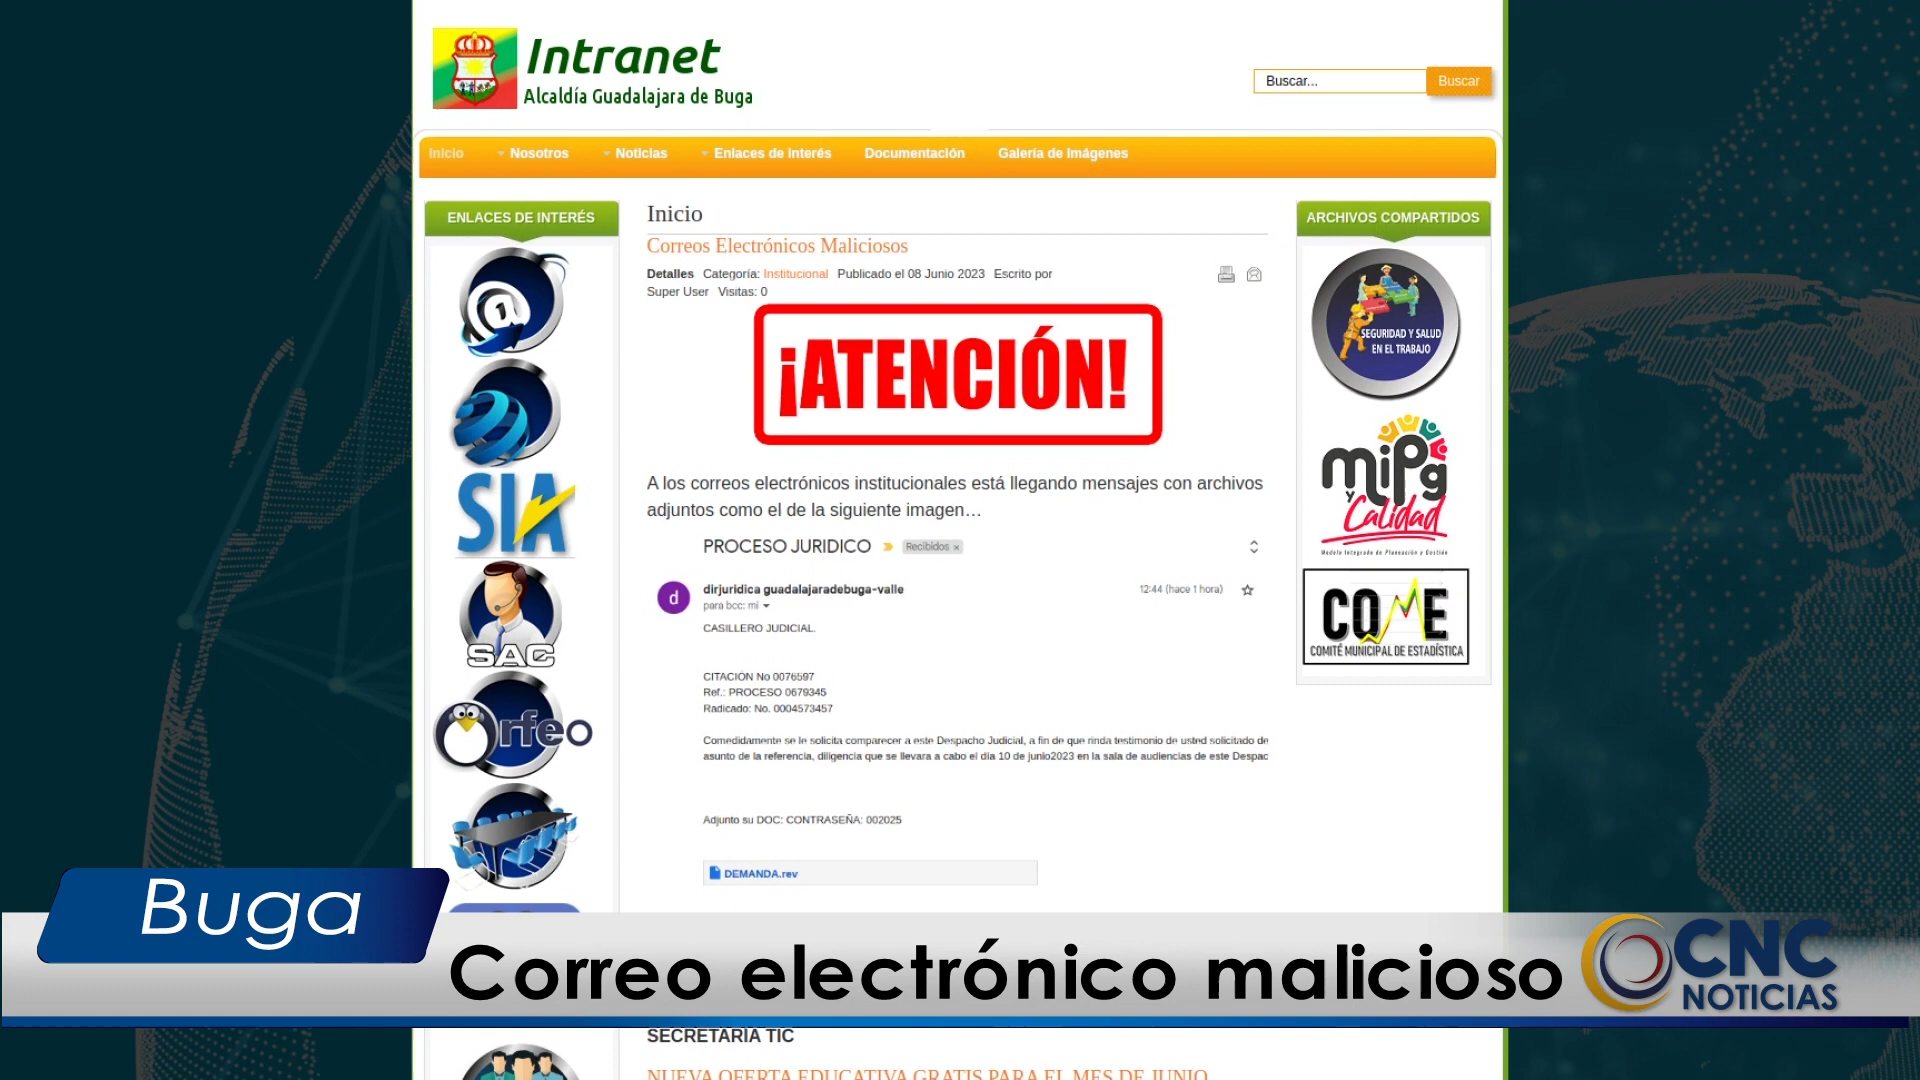 Intranet
Alcaldía Guadalajara de Buga
Buscar...
Buscar
Inicio
Nosotros
Noticias
Enlaces de Interés
Documentación
Galería de Imágenes
ENLACES DE INTERÉS
SIA
SAC
Orfeo
Inicio
Correos Electrónicos Maliciosos
Detalles Categoría: Institucional Publicado el 08 Junio 2023 Escrito por
Super User Visitas: 0
¡ATENCIÓN!
A los correos electrónicos institucionales está llegando mensajes con archivos
adjuntos como el de la siguiente imagen…
PROCESO JURIDICO
Recibidos x
dirjuridica guadalajaradebuga-valle
12:44 (hace 1 hora)
para bcc: mí
d
CASILLERO JUDICIAL.
CITACIÓN No 0076597
Ref.: PROCESO 0679345
Radicado: No. 0004573457
Comedidamente se le solicita comparecer a este Despacho Judicial, a fin de que rinda testimonio de usted solicitado de
asunto de la referencia, diligencia que se llevara a cabo el día 10 de junio2023 en la sala de audiencias de este Despac
Adjunto su DOC: CONTRASEÑA: 002025
DEMANDA.rev
ARCHIVOS COMPARTIDOS
SEGURIDAD Y SALUD
EN EL TRABAJO
mipg
y Calidad
Modelo Integrado de Planeación y Gestión
COME
COMITÉ MUNICIPAL DE ESTADÍSTICA
Buga
Correo electrónico malicioso
CNC
NOTICIAS
SECRETARIA TIC
NUEVA OFERTA EDUCATIVA GRATIS PARA EL MES DE JUNIO